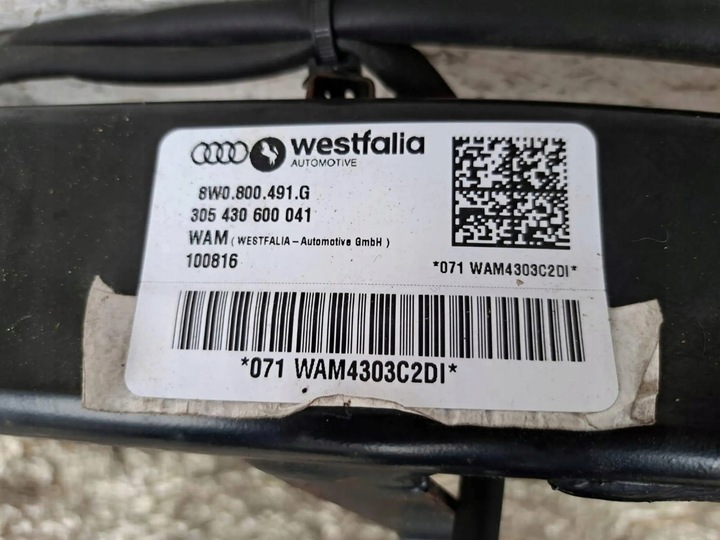 westfalia
AUTOMOTIVE
8W0.800.491.G
305 430 600 041
WAM ( WESTFALIA - Automotive GmbH )
100816
*071 WAM4303C2DI*
*071 WAM4303C2DI*